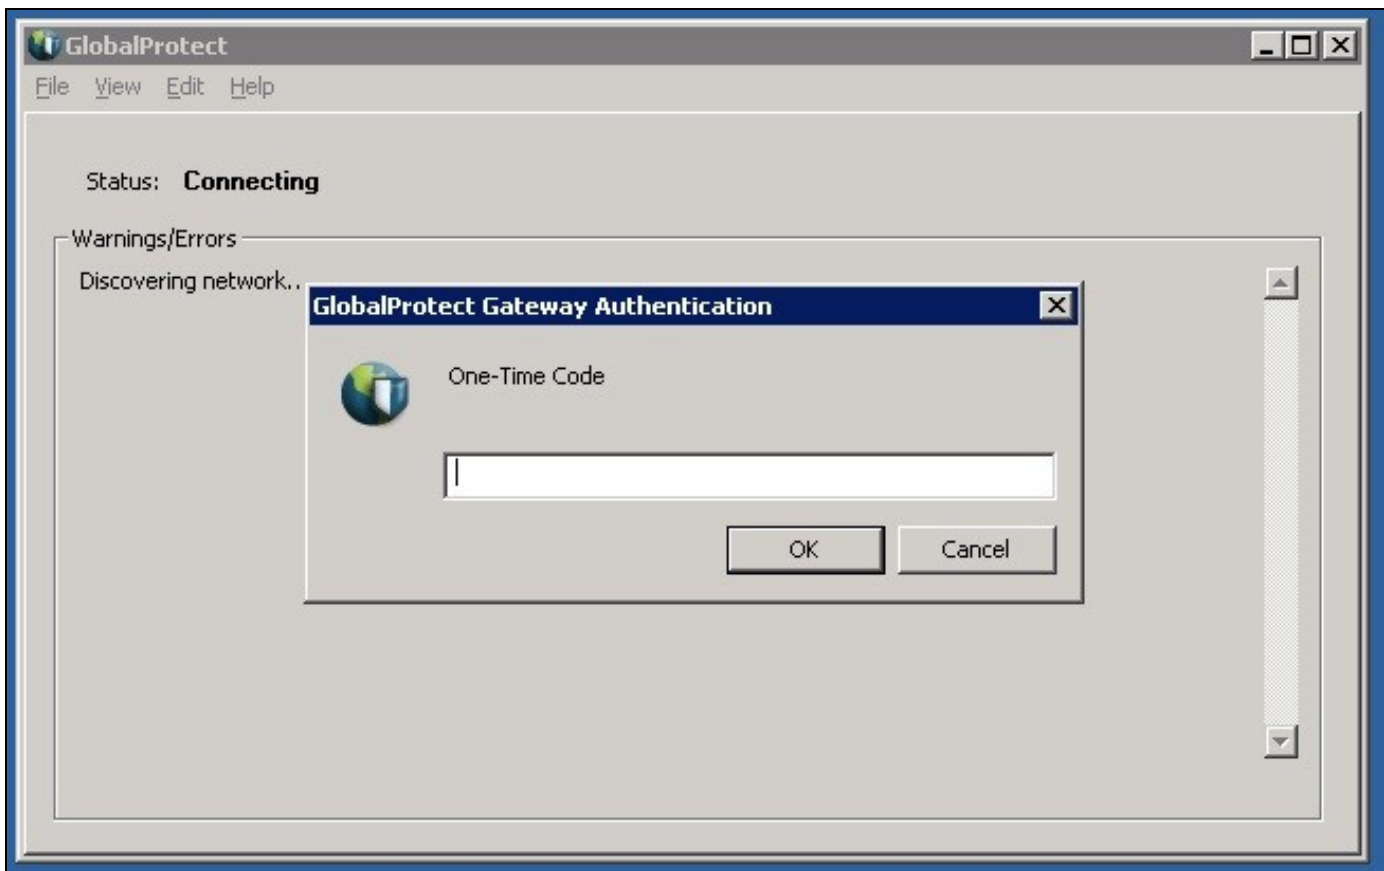 GlobalProtect
File View Edit Help
Status: Connecting
Warnings/Errors
Discovering network..
GlobalProtect Gateway Authentication
One-Time Code
OK Cancel